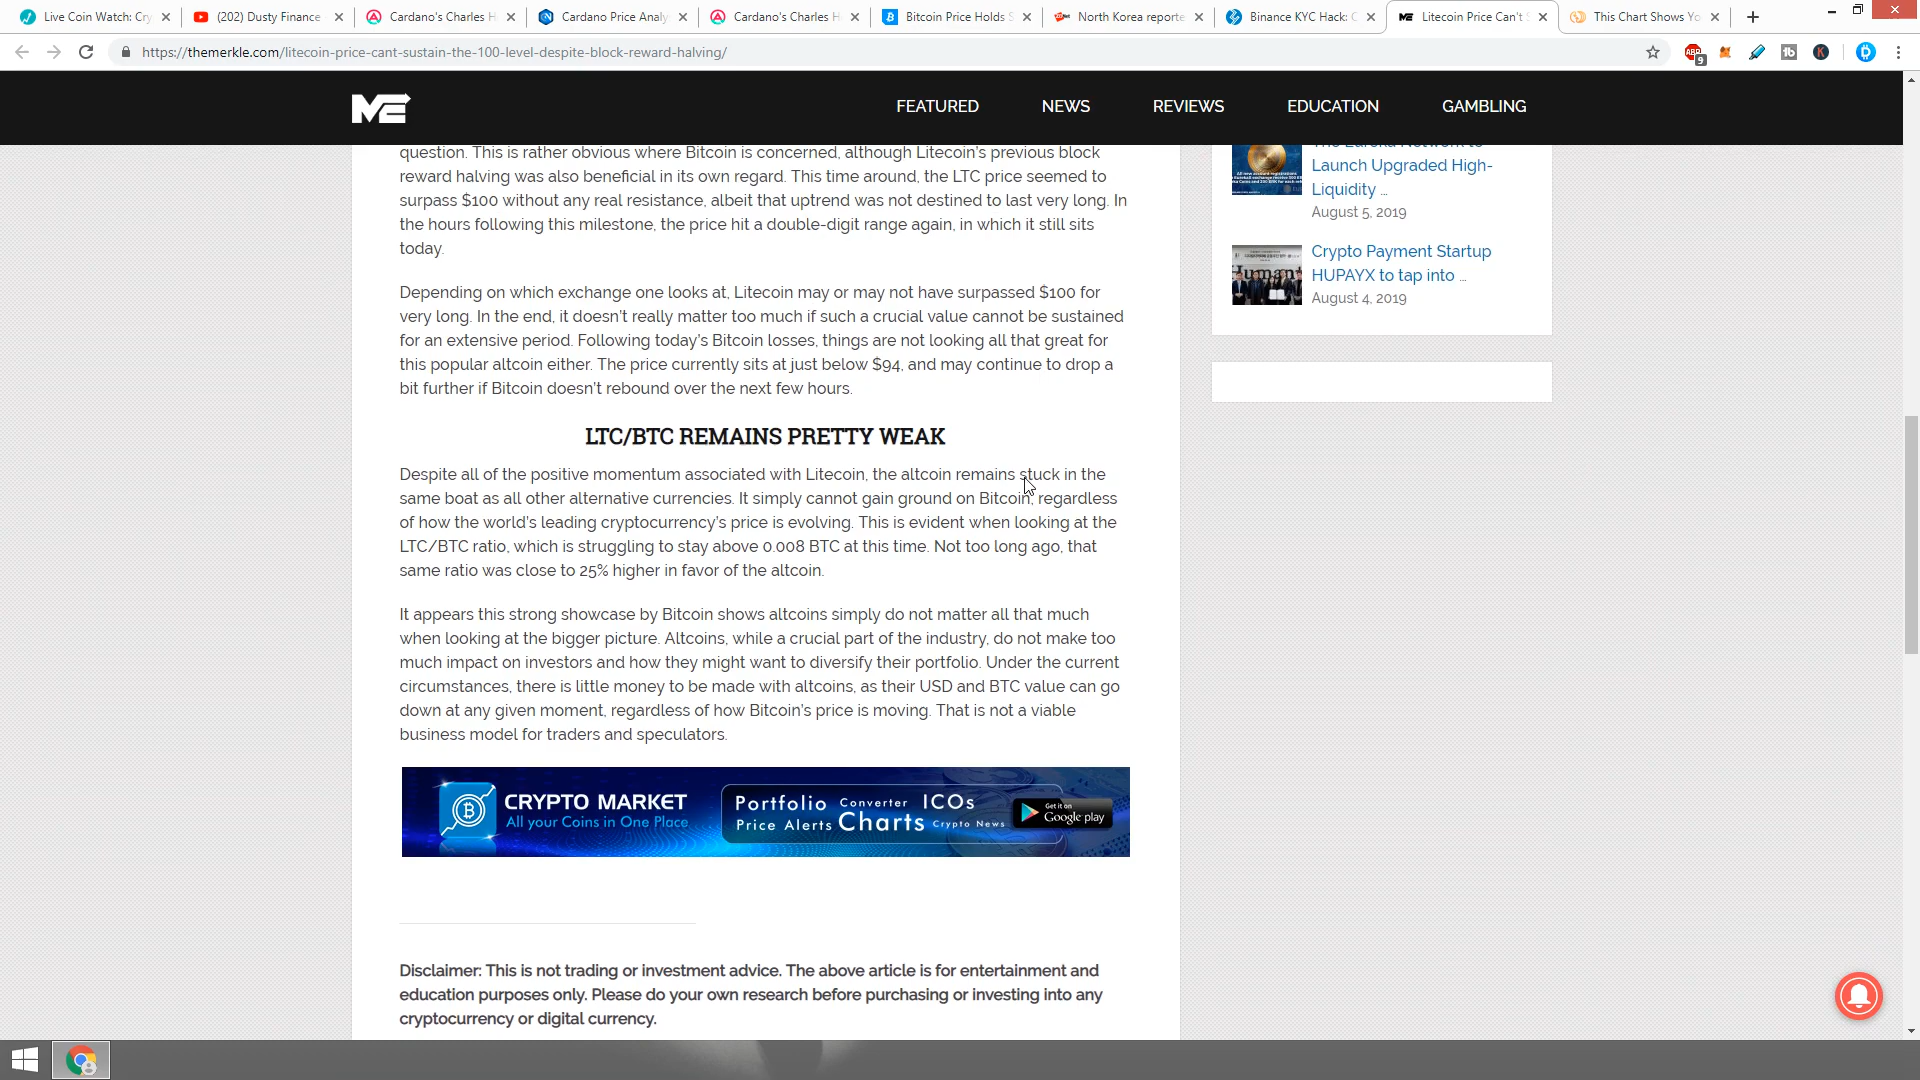 Live Coin Watch: Cry
(202) Dusty Finance
Cardano's Charles H
Cardano Price Analy
Cardano's Charles H
Bitcoin Price Holds S
North Korea reporte
Binance KYC Hack: C
Litecoin Price Can't S
This Chart Shows Yo
https://themerkle.com/litecoin-price-cant-sustain-the-100-level-despite-block-reward-halving/
ABP
9
ME
FEATURED
NEWS
REVIEWS
EDUCATION
GAMBLING
question. This is rather obvious where Bitcoin is concerned, although Litecoin's previous block
reward halving was also beneficial in its own regard. This time around, the LTC price seemed to
surpass $100 without any real resistance, albeit that uptrend was not destined to last very long. In
the hours following this milestone, the price hit a double-digit range again, in which it still sits
today.
Depending on which exchange one looks at, Litecoin may or may not have surpassed $100 for
very long. In the end, it doesn't really matter too much if such a crucial value cannot be sustained
for an extensive period. Following today's Bitcoin losses, things are not looking all that great for
this popular altcoin either. The price currently sits at just below $94, and may continue to drop a
bit further if Bitcoin doesn't rebound over the next few hours.
LTC/BTC REMAINS PRETTY WEAK
Despite all of the positive momentum associated with Litecoin, the altcoin remains stuck in the
same boat as all other alternative currencies. It simply cannot gain ground on Bitcoin, regardless
of how the world's leading cryptocurrency's price is evolving. This is evident when looking at the
LTC/BTC ratio, which is struggling to stay above 0.008 BTC at this time. Not too long ago, that
same ratio was close to 25% higher in favor of the altcoin.
It appears this strong showcase by Bitcoin shows altcoins simply do not matter all that much
when looking at the bigger picture. Altcoins, while a crucial part of the industry, do not make too
much impact on investors and how they might want to diversify their portfolio. Under the current
circumstances, there is little money to be made with altcoins, as their USD and BTC value can go
down at any given moment, regardless of how Bitcoin's price is moving. That is not a viable
business model for traders and speculators.
CRYPTO MARKET
All your Coins in One Place
Portfolio Converter ICOs
Price Alerts Charts Crypto News
Get it on
Google play
Disclaimer: This is not trading or investment advice. The above article is for entertainment and
education purposes only. Please do your own research before purchasing or investing into any
cryptocurrency or digital currency.
The Eureka Network to
Launch Upgraded High-
Liquidity ...
August 5, 2019
Crypto Payment Startup
HUPAYX to tap into ...
August 4, 2019